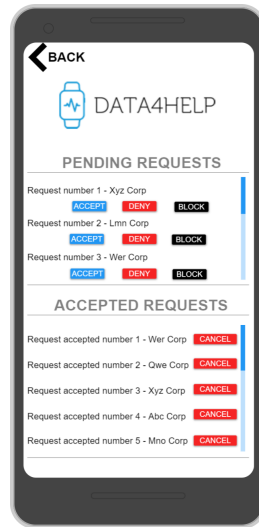 BACK
DATA4HELP
PENDING REQUESTS
Request number 1 - Xyz Corp
ACCEPT DENY BLOCK
Request number 2 - Lmn Corp
ACCEPT DENY BLOCK
Request number 3 - Wer Corp
ACCEPT DENY BLOCK
ACCEPTED REQUESTS
Request accepted number 1 - Wer Corp CANCEL
Request accepted number 2 - Qwe Corp CANCEL
Request accepted number 3 - Xyz Corp CANCEL
Request accepted number 4 - Abc Corp CANCEL
Request accepted number 5 - Mno Corp CANCEL